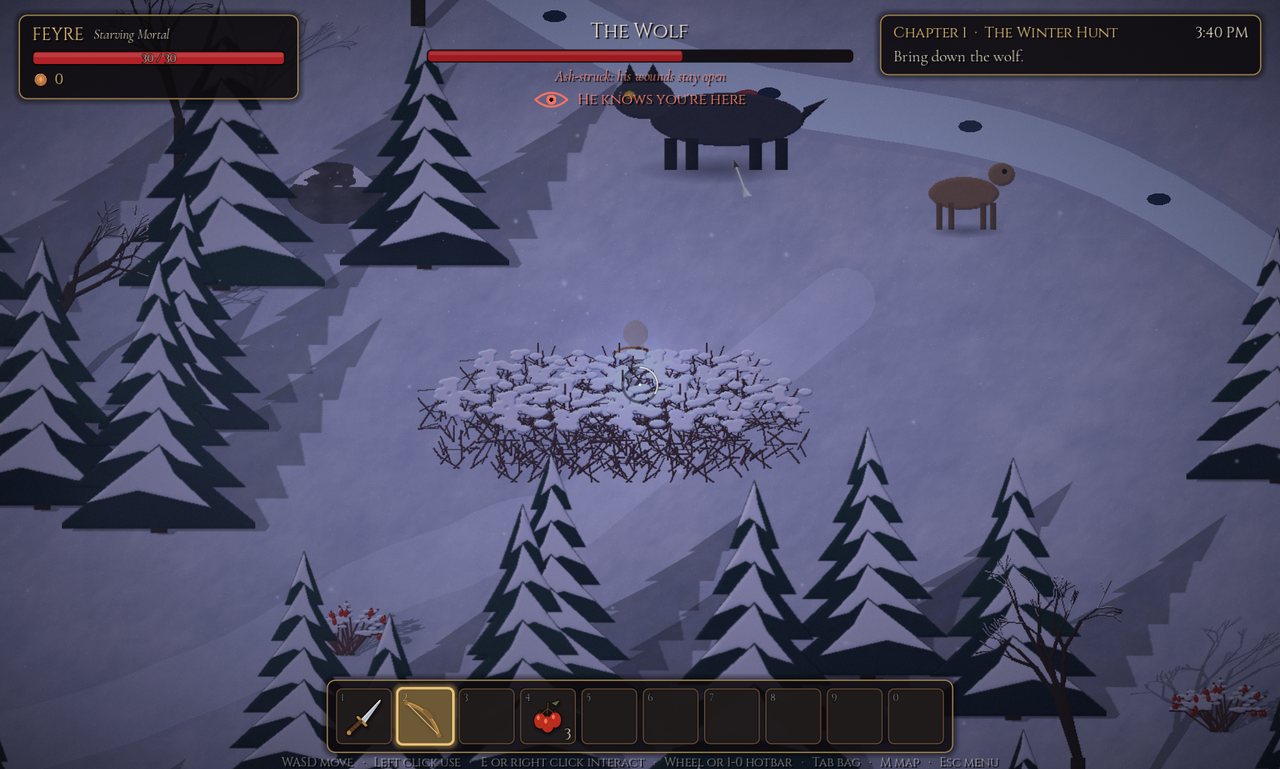 FEYRE Starving Mortal
30 / 30
0
THE WOLF
Ash-struck: his wounds stay open
HE KNOWS YOU'RE HERE
CHAPTER I · THE WINTER HUNT 3:40 PM
Bring down the wolf.
1 2 3 4 5 6 7 8 9 0
3
WASD MOVE · LEFT CLICK USE · E OR RIGHT CLICK INTERACT · WHEEL OR 1-0 HOTBAR · TAB BAG · M MAP · ESC MENU